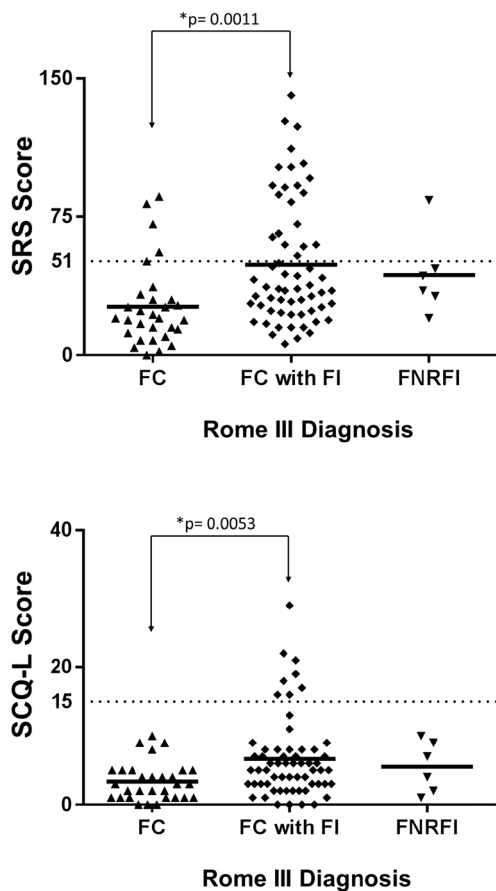 *p= 0.0011
150
75
51
0
SRS Score
FC
FC with FI
FNRFI
Rome III Diagnosis
*p= 0.0053
40
20
15
0
SCQ-L Score
FC
FC with FI
FNRFI
Rome III Diagnosis